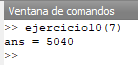 Ventana de comandos
>> ejercicio10(7)
ans = 5040
>>